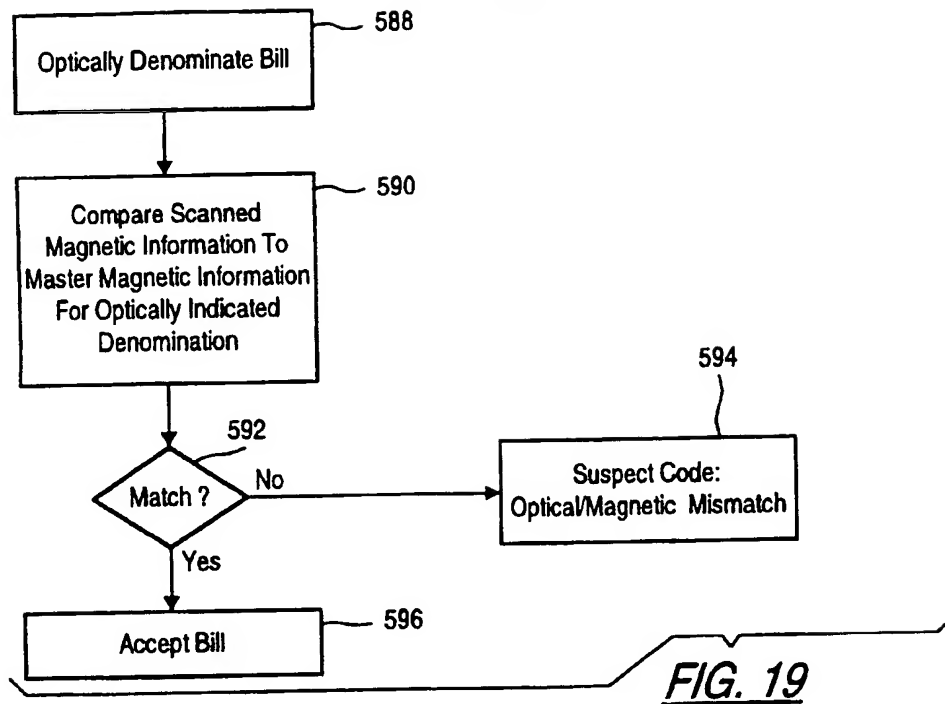 588
Optically Denominate Bill
590
Compare Scanned
Magnetic Information To
Master Magnetic Information
For Optically Indicated
Denomination
592
Match ?
No
594
Suspect Code:
Optical/Magnetic Mismatch
Yes
596
Accept Bill
FIG. 19